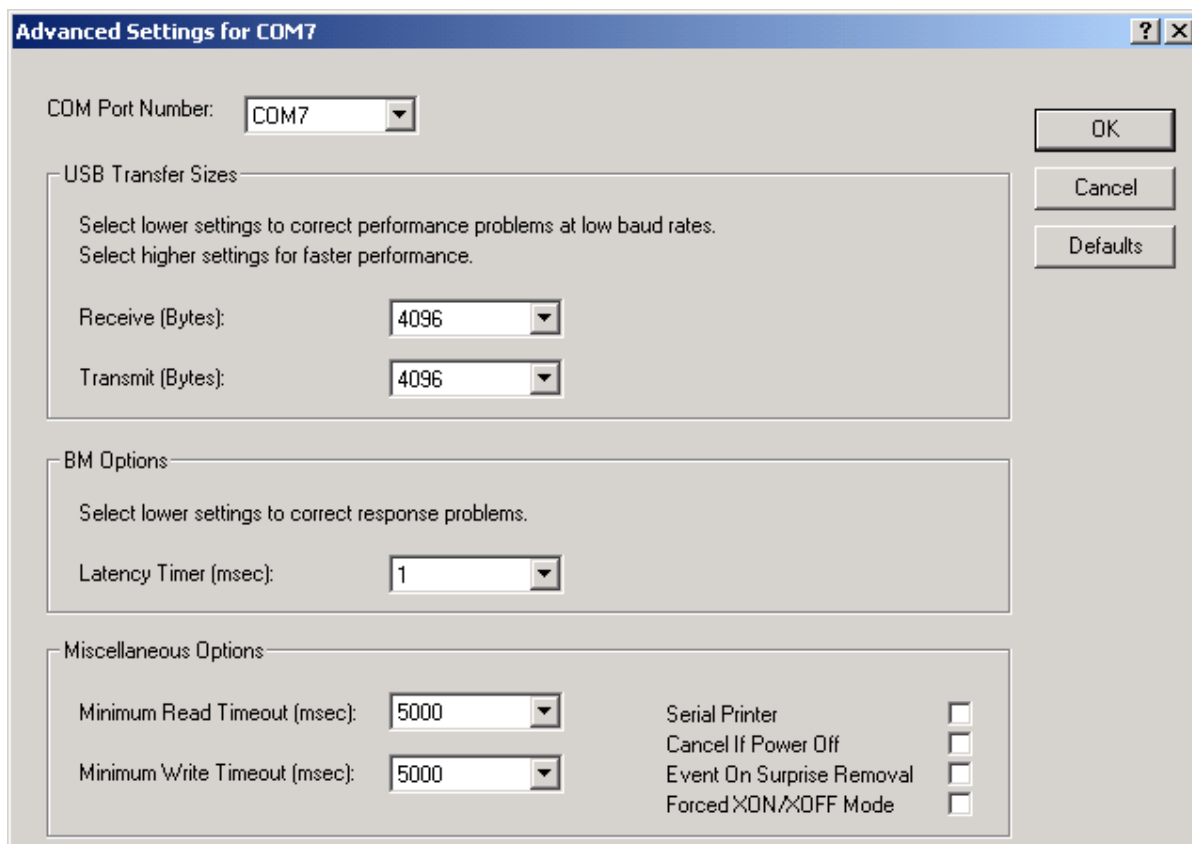 Advanced Settings for COM7
COM Port Number: COM7
OK
USB Transfer Sizes
Cancel
Select lower settings to correct performance problems at low baud rates.
Select higher settings for faster performance.
Defaults
Receive (Bytes): 4096
Transmit (Bytes): 4096
BM Options
Select lower settings to correct response problems.
Latency Timer (msec): 1
Miscellaneous Options
Minimum Read Timeout (msec): 5000
Minimum Write Timeout (msec): 5000
Serial Printer
Cancel If Power Off
Event On Surprise Removal
Forced XON/XOFF Mode